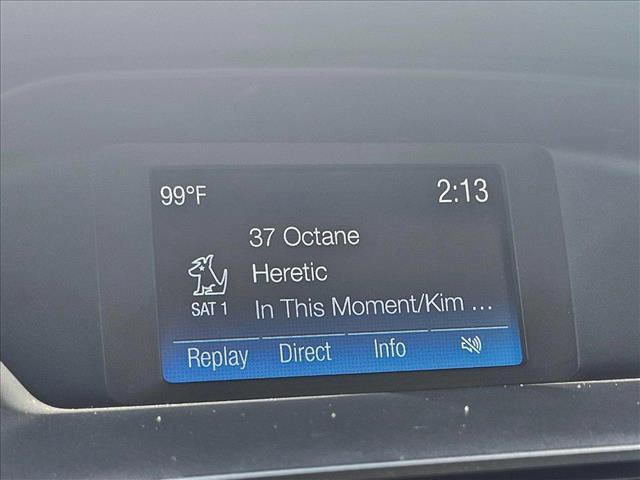 99°F 2:13
37 Octane
Heretic
SAT 1 In This Moment/Kim ...
Replay Direct Info